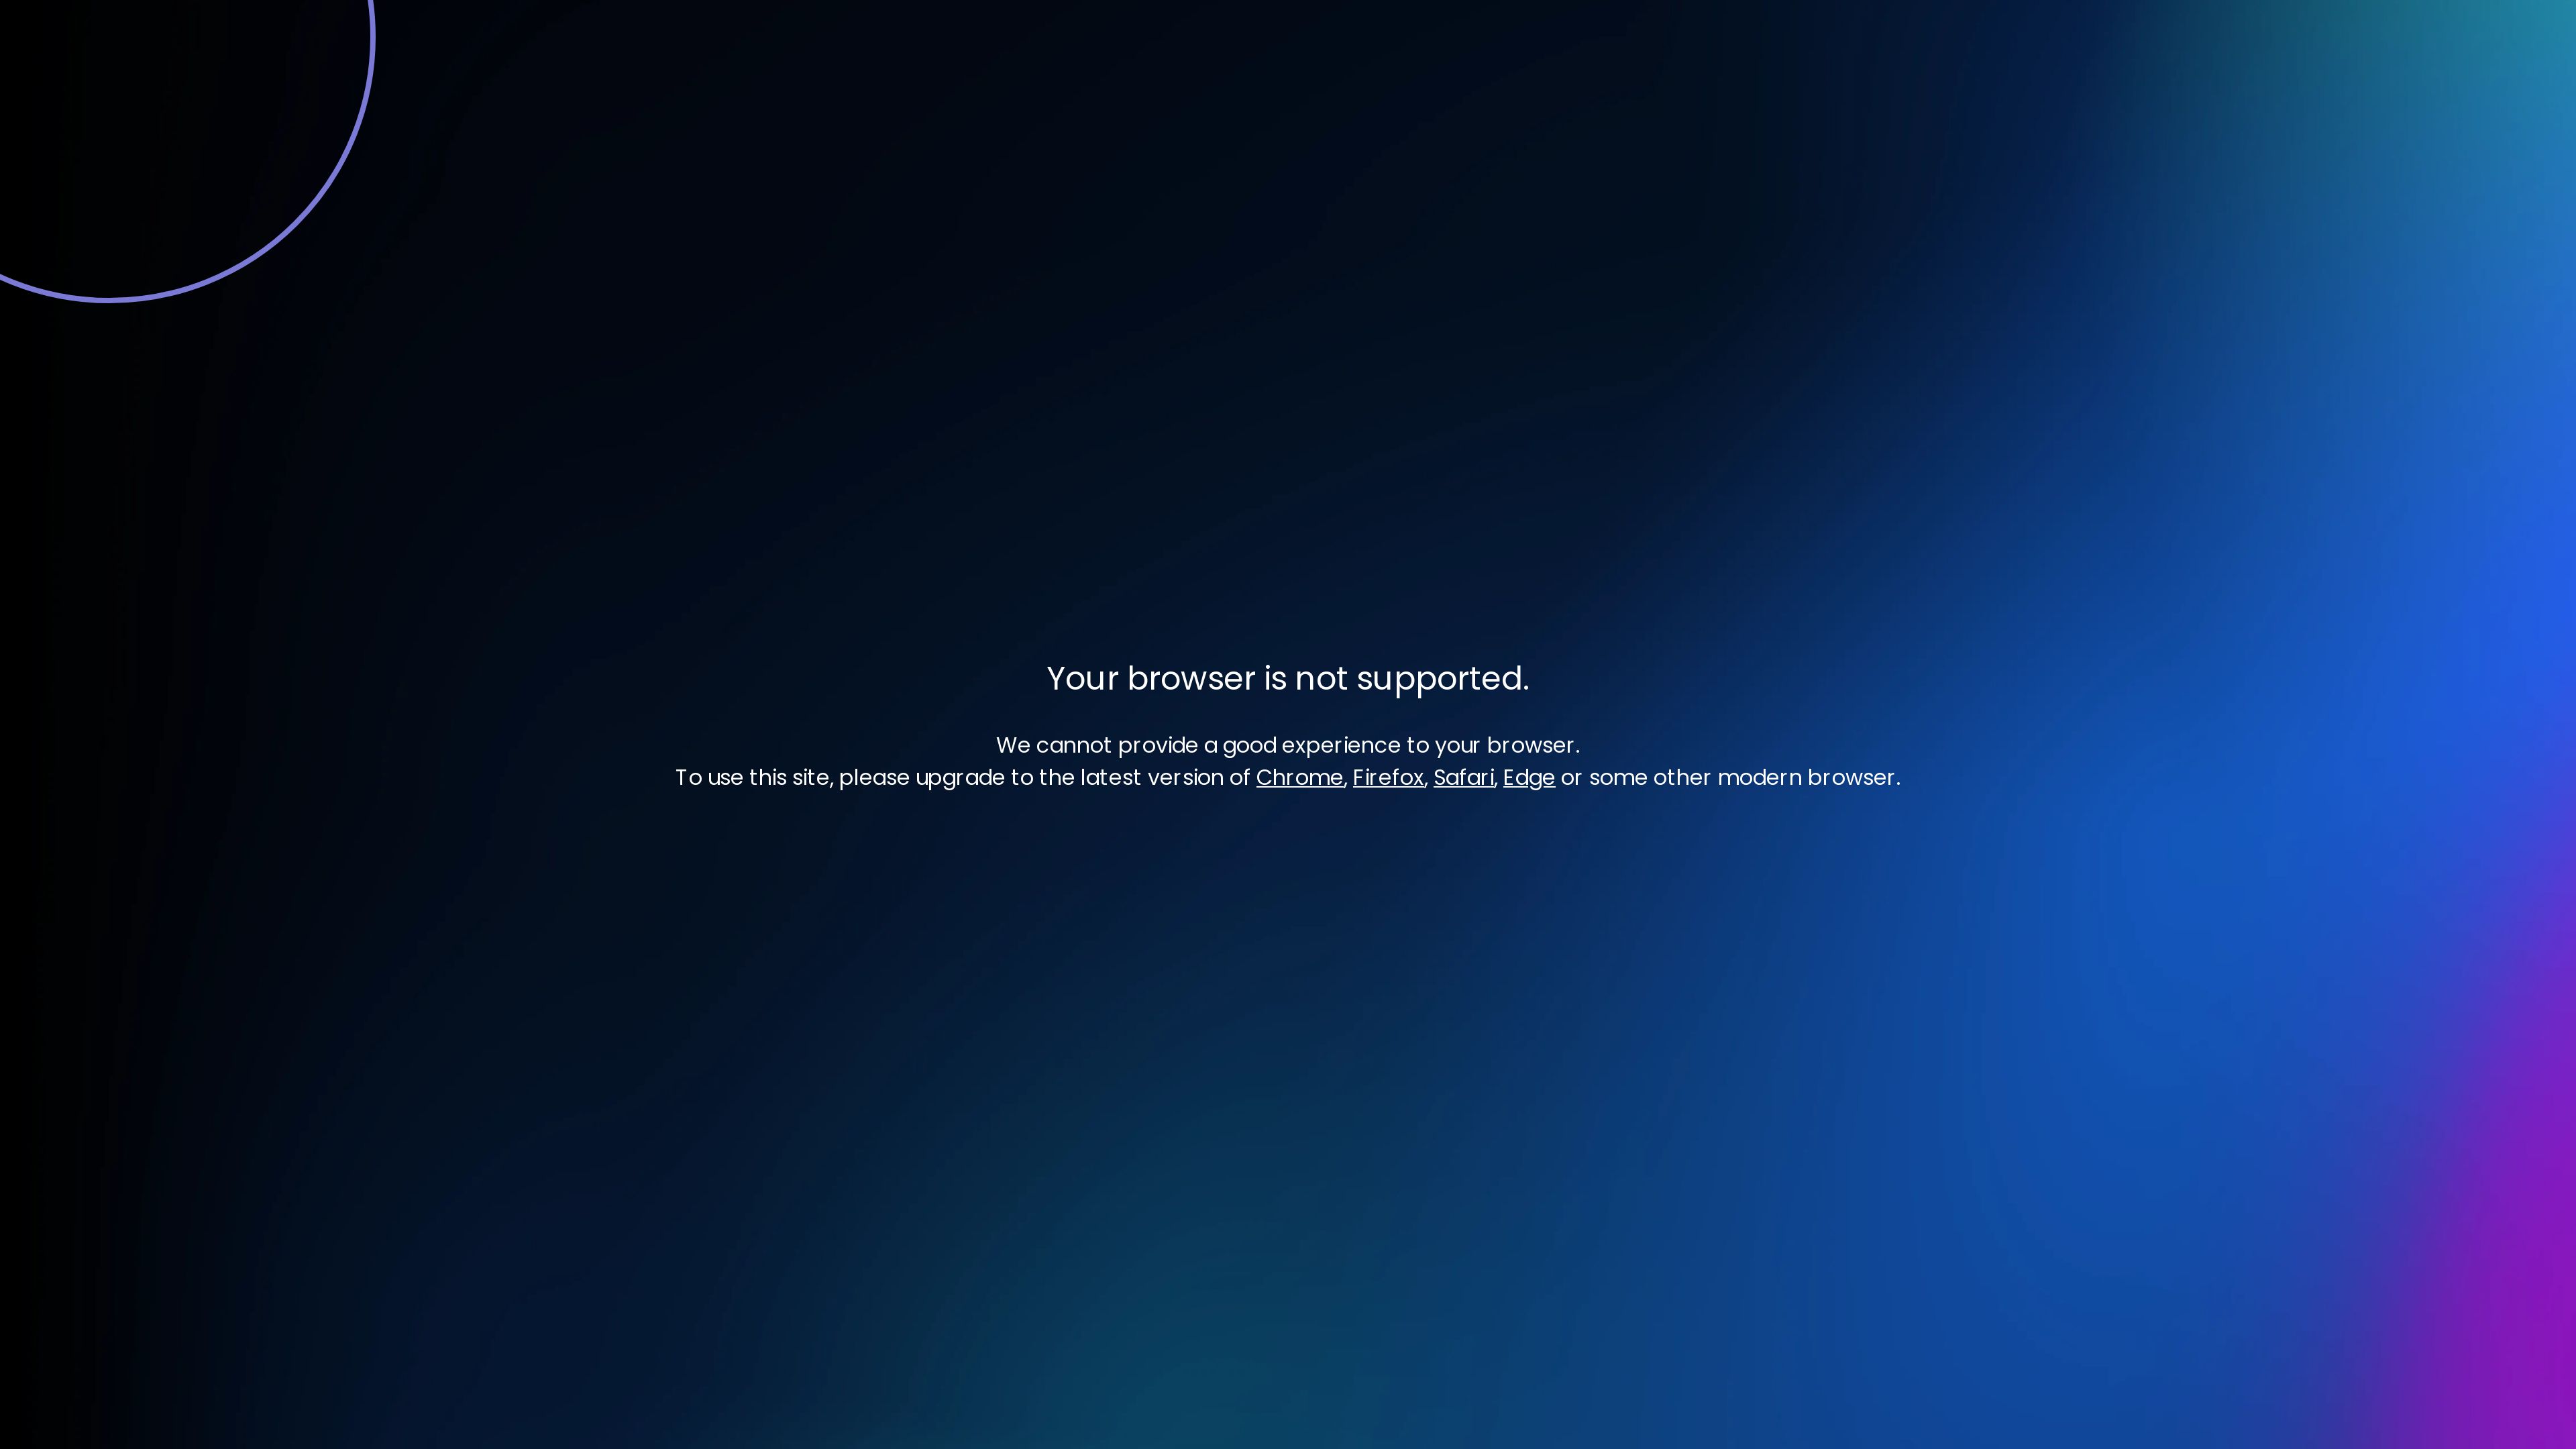 Your browser is not supported.
We cannot provide a good experience to your browser.
To use this site, please upgrade to the latest version of Chrome, Firefox, Safari, Edge or some other modern browser.